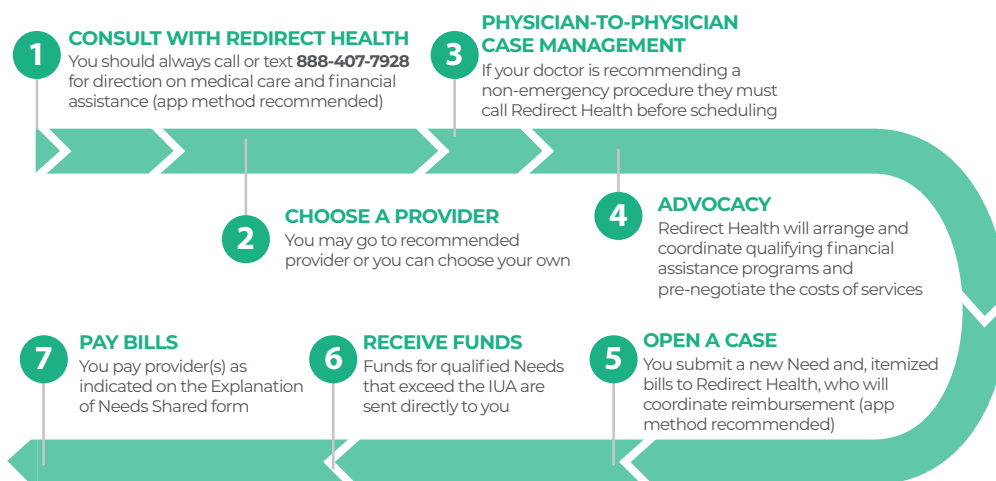 1
CONSULT WITH REDIRECT HEALTH
You should always call or text 888-407-7928
for direction on medical care and financial
assistance (app method recommended)
2
CHOOSE A PROVIDER
You may go to recommended
provider or you can choose your own
3
PHYSICIAN-TO-PHYSICIAN
CASE MANAGEMENT
If your doctor is recommending a
non-emergency procedure they must
call Redirect Health before scheduling
4
ADVOCACY
Redirect Health will arrange and
coordinate qualifying financial
assistance programs and
pre-negotiate the costs of services
5
OPEN A CASE
You submit a new Need and, itemized
bills to Redirect Health, who will
coordinate reimbursement (app
method recommended)
6
RECEIVE FUNDS
Funds for qualified Needs
that exceed the IUA are
sent directly to you
7
PAY BILLS
You pay provider(s) as
indicated on the Explanation
of Needs Shared form